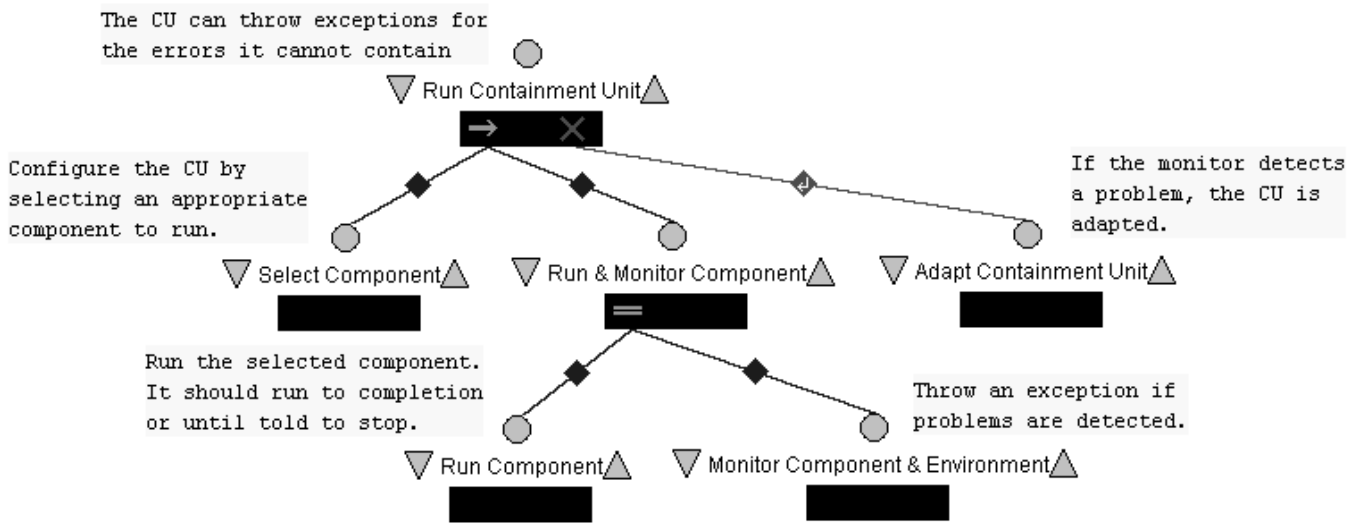 The CU can throw exceptions for
the errors it cannot contain
Run Containment Unit
Configure the CU by
selecting an appropriate
component to run.
If the monitor detects
a problem, the CU is
adapted.
Select Component
Run & Monitor Component
Adapt Containment Unit
Run the selected component.
It should run to completion
or until told to stop.
Throw an exception if
problems are detected.
Run Component
Monitor Component & Environment